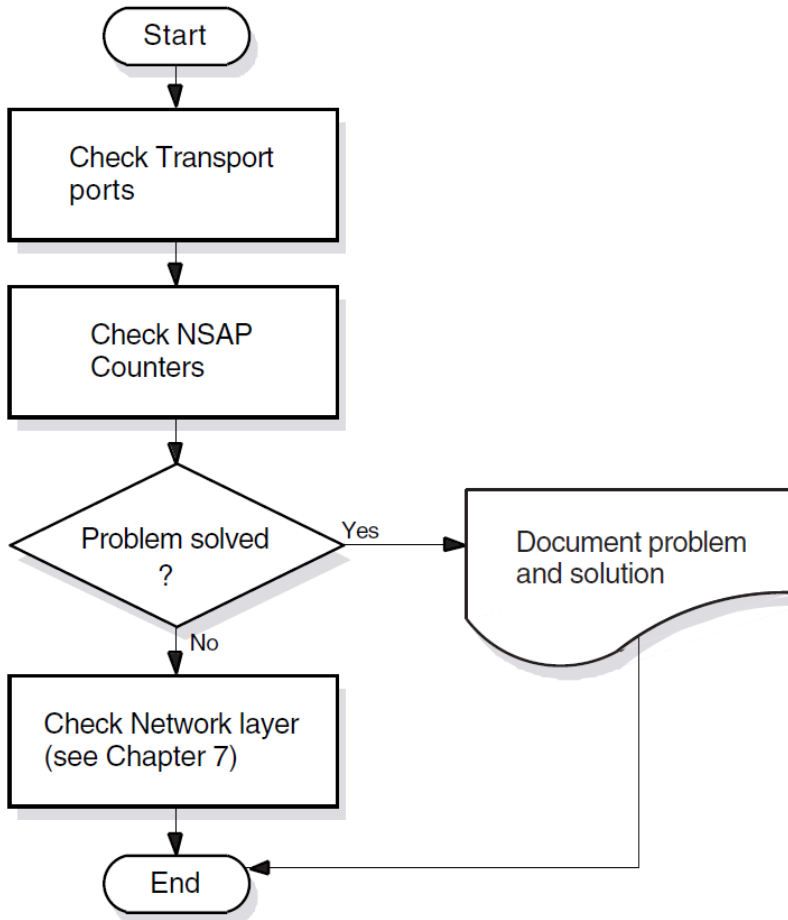 Start
Check Transport
ports
Check NSAP
Counters
Problem solved
?
Yes
Document problem
and solution
No
Check Network layer
(see Chapter 7)
End